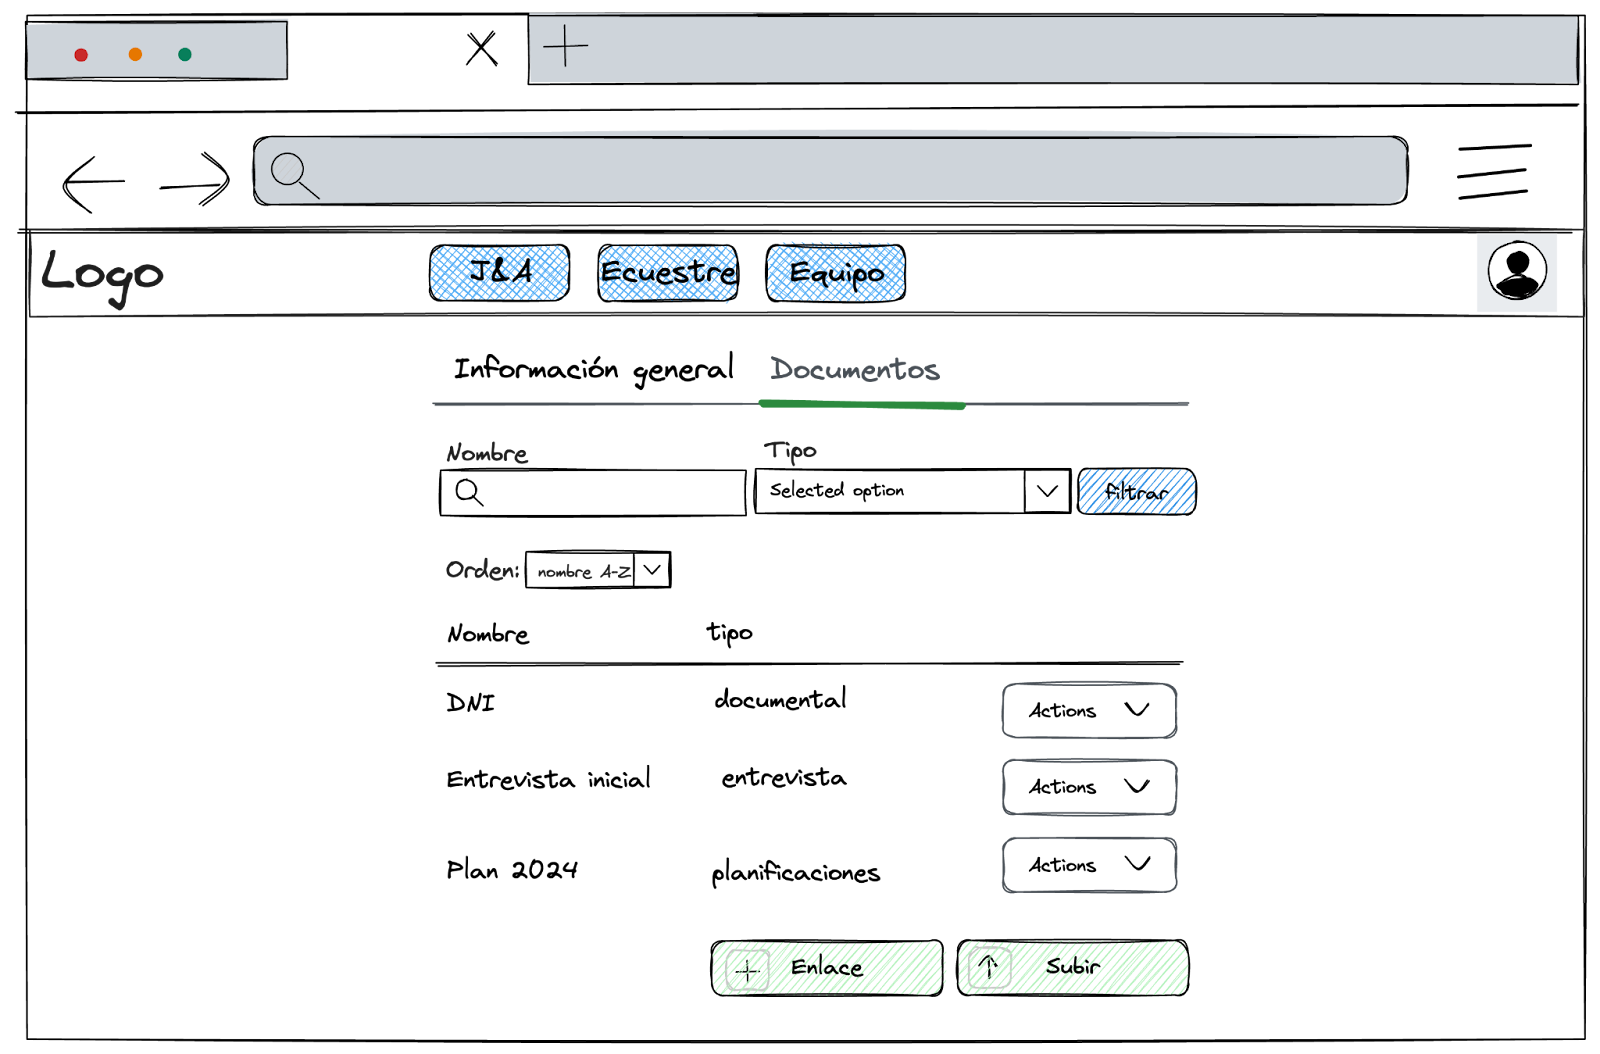 Logo
J&A
Ecuestre
Equipo
Información general
Documentos
Nombre
Tipo
Selected option
filtrar
Orden:
nombre A-Z
Nombre
tipo
DNI
documental
Actions
Entrevista inicial
entrevista
Actions
Plan 2024
planificaciones
Actions
Enlace
Subir